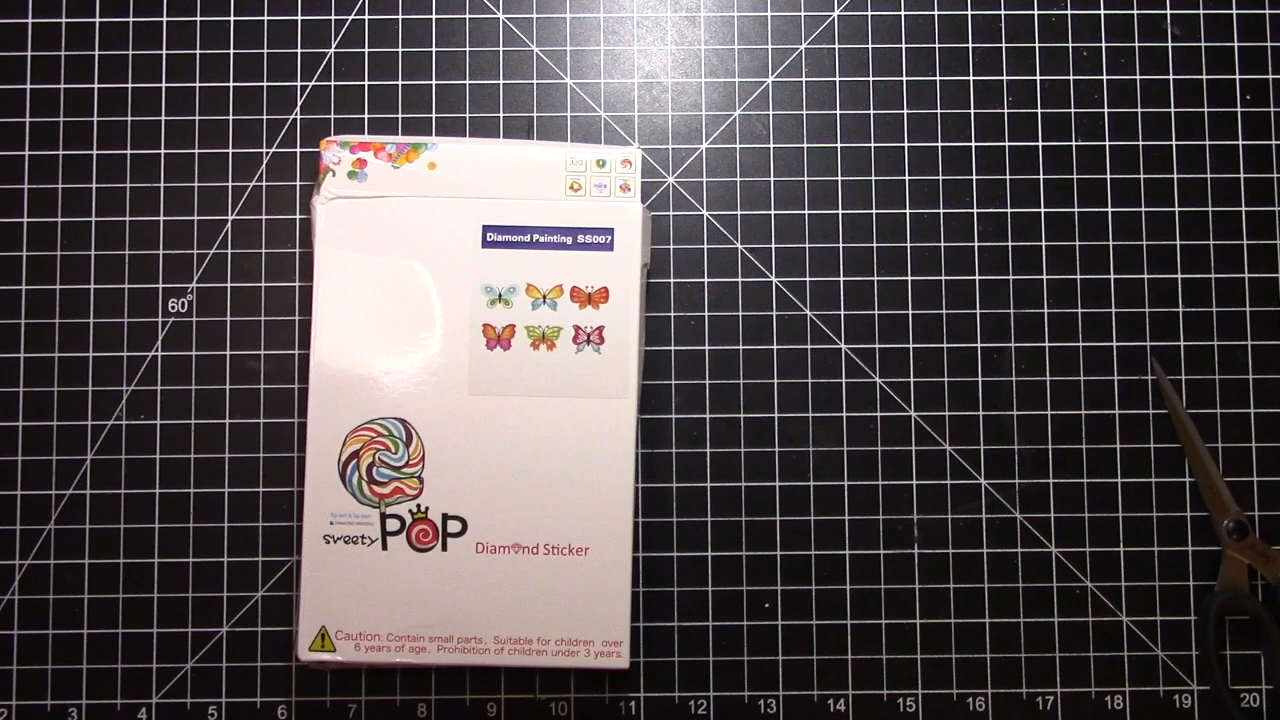 Diamond Painting SS007
60°
sweety POP
Diamond Sticker
Caution: Contain small parts, Suitable for children over
6 years of age, Prohibition of children under 3 years.
2 3 4 5 6 7 8 9 10 11 12 13 14 15 16 17 18 19 20